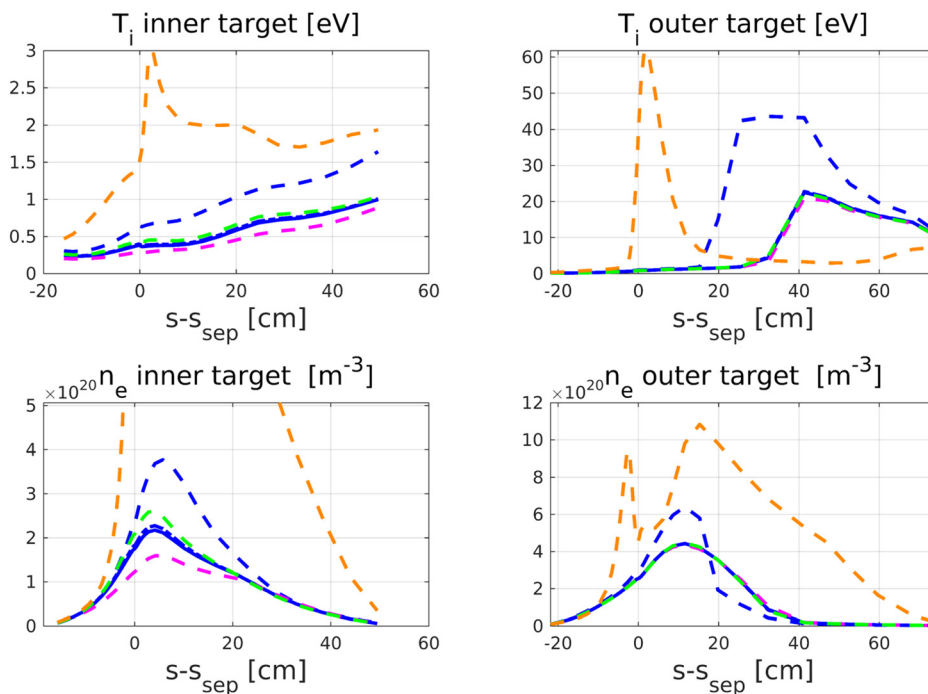 T_i inner target [eV]
3
2.5
2
1.5
1
0.5
0
-20 0 20 40 60
s-s_sep [cm]
T_i outer target [eV]
60
50
40
30
20
10
0
-20 0 20 40 60
s-s_sep [cm]
×10^20 n_e inner target [m^-3]
5
4
3
2
1
0
-20 0 20 40 60
s-s_sep [cm]
×10^20 n_e outer target [m^-3]
12
10
8
6
4
2
0
-20 0 20 40 60
s-s_sep [cm]